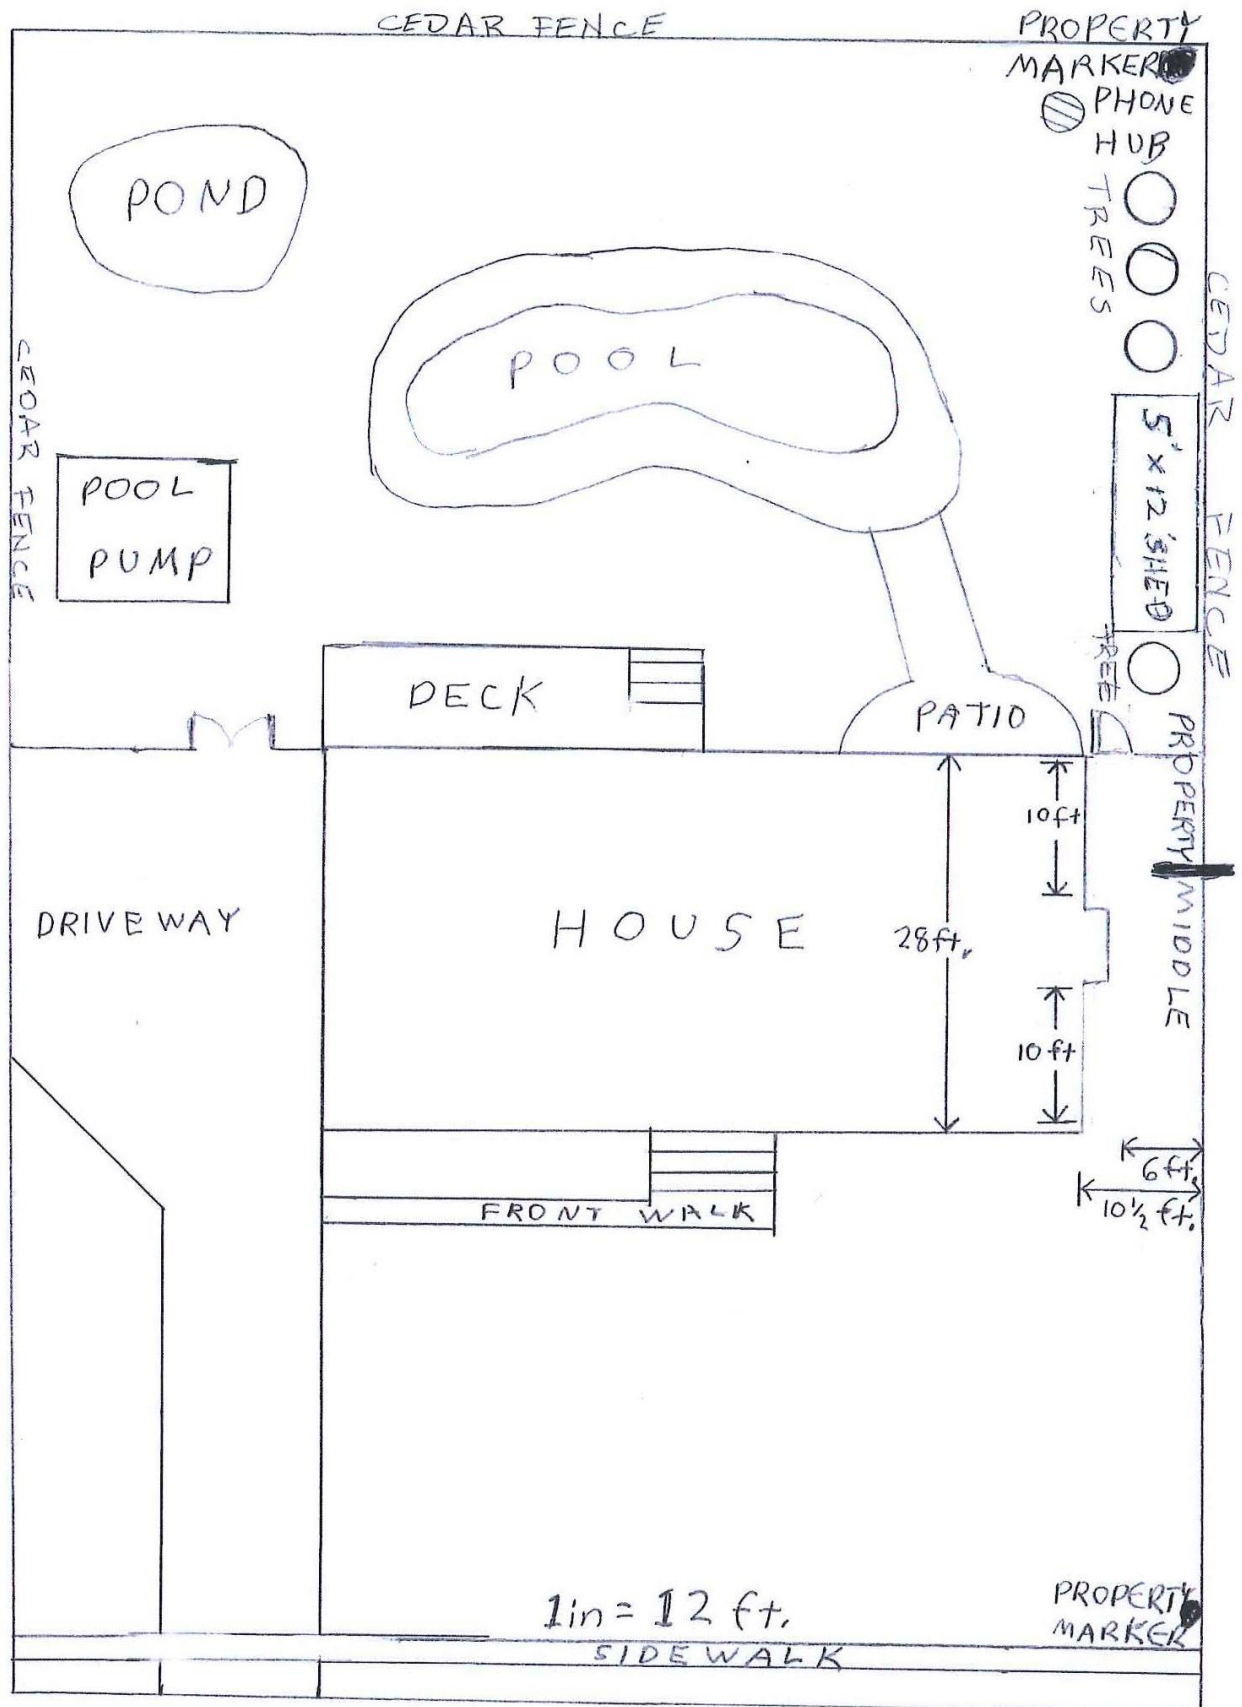 CEDAR FENCE
PROPERTY
MARKER
PHONE
HUB
TREES
POND
CEDAR FENCE
POOL
CEDAR FENCE
5' x 12' SHED
POOL
PUMP
TREE
DECK
PATIO
PROPERTY MIDDLE
10ft
DRIVEWAY
HOUSE
28ft.
10ft
6ft.
10½ ft.
FRONT WALK
1in = 12 ft.
PROPERTY
MARKER
SIDEWALK